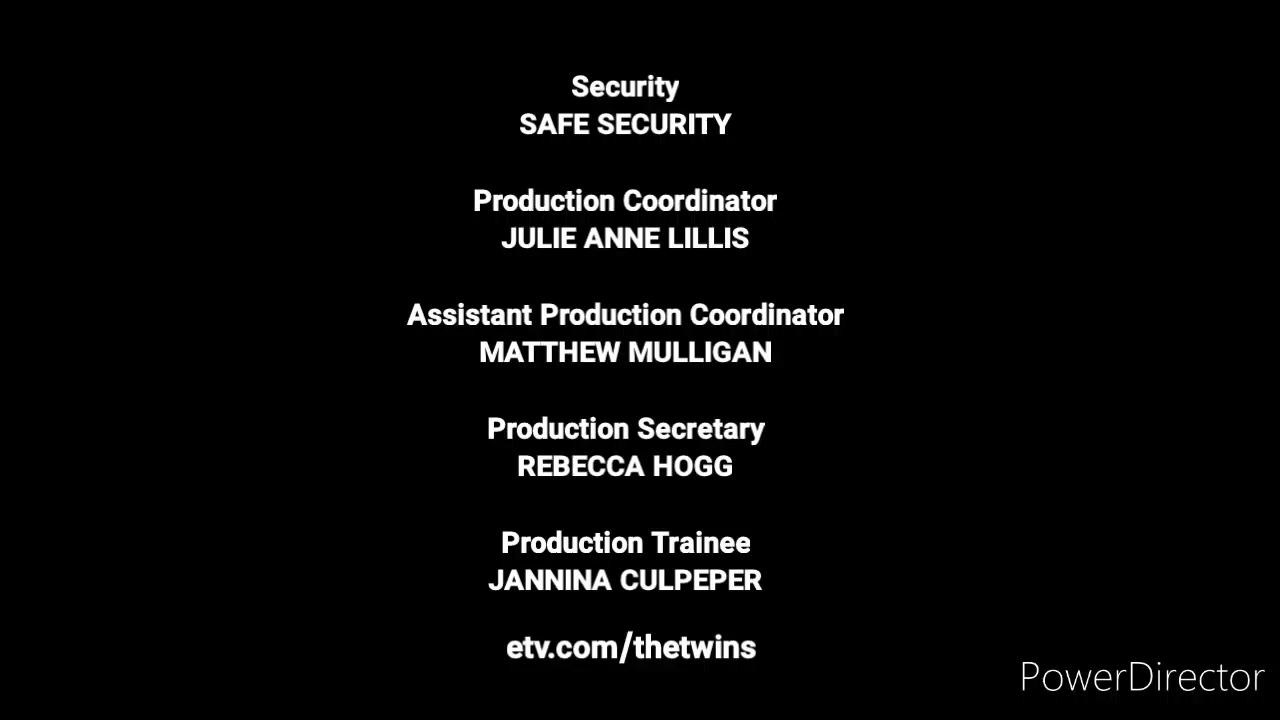 Security
SAFE SECURITY
Production Coordinator
JULIE ANNE LILLIS
Assistant Production Coordinator
MATTHEW MULLIGAN
Production Secretary
REBECCA HOGG
Production Trainee
JANNINA CULPEPER
etv.com/thetwins
PowerDirector